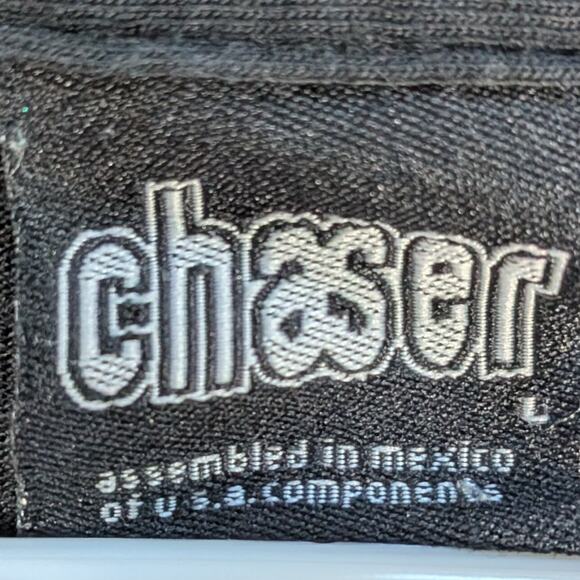 chaser
L
assembled in mexico
of u.s.a. components